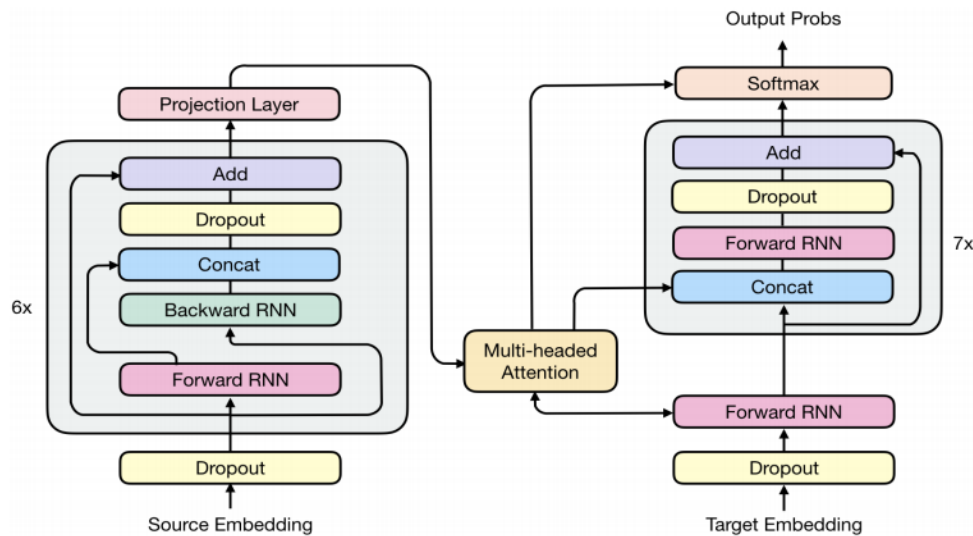 Projection Layer
Add
Dropout
Concat
Backward RNN
Forward RNN
6x
Dropout
Source Embedding
Multi-headed
Attention
Output Probs
Softmax
Add
Dropout
Forward RNN
Concat
7x
Forward RNN
Dropout
Target Embedding